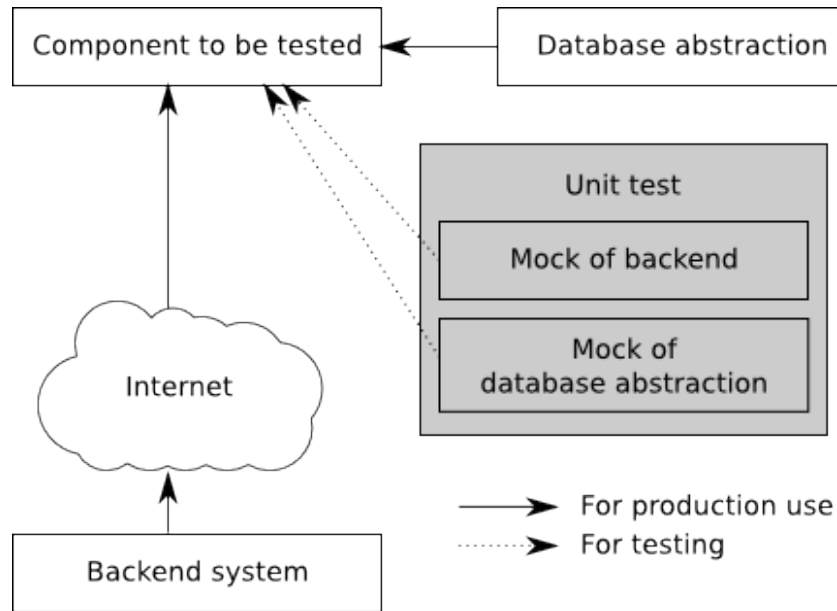 Component to be tested
Database abstraction
Unit test
Mock of backend
Mock of
database abstraction
Internet
For production use
For testing
Backend system